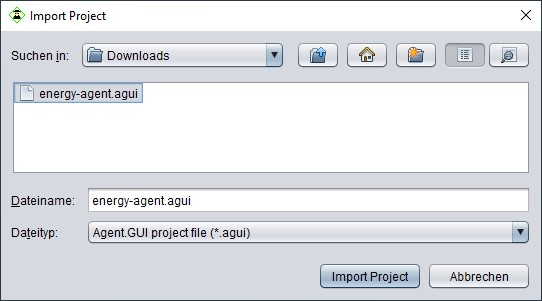 Import Project
Suchen in: Downloads
energy-agent.agui
Dateiname: energy-agent.agui
Dateityp: Agent.GUI project file (*.agui)
Import Project Abbrechen